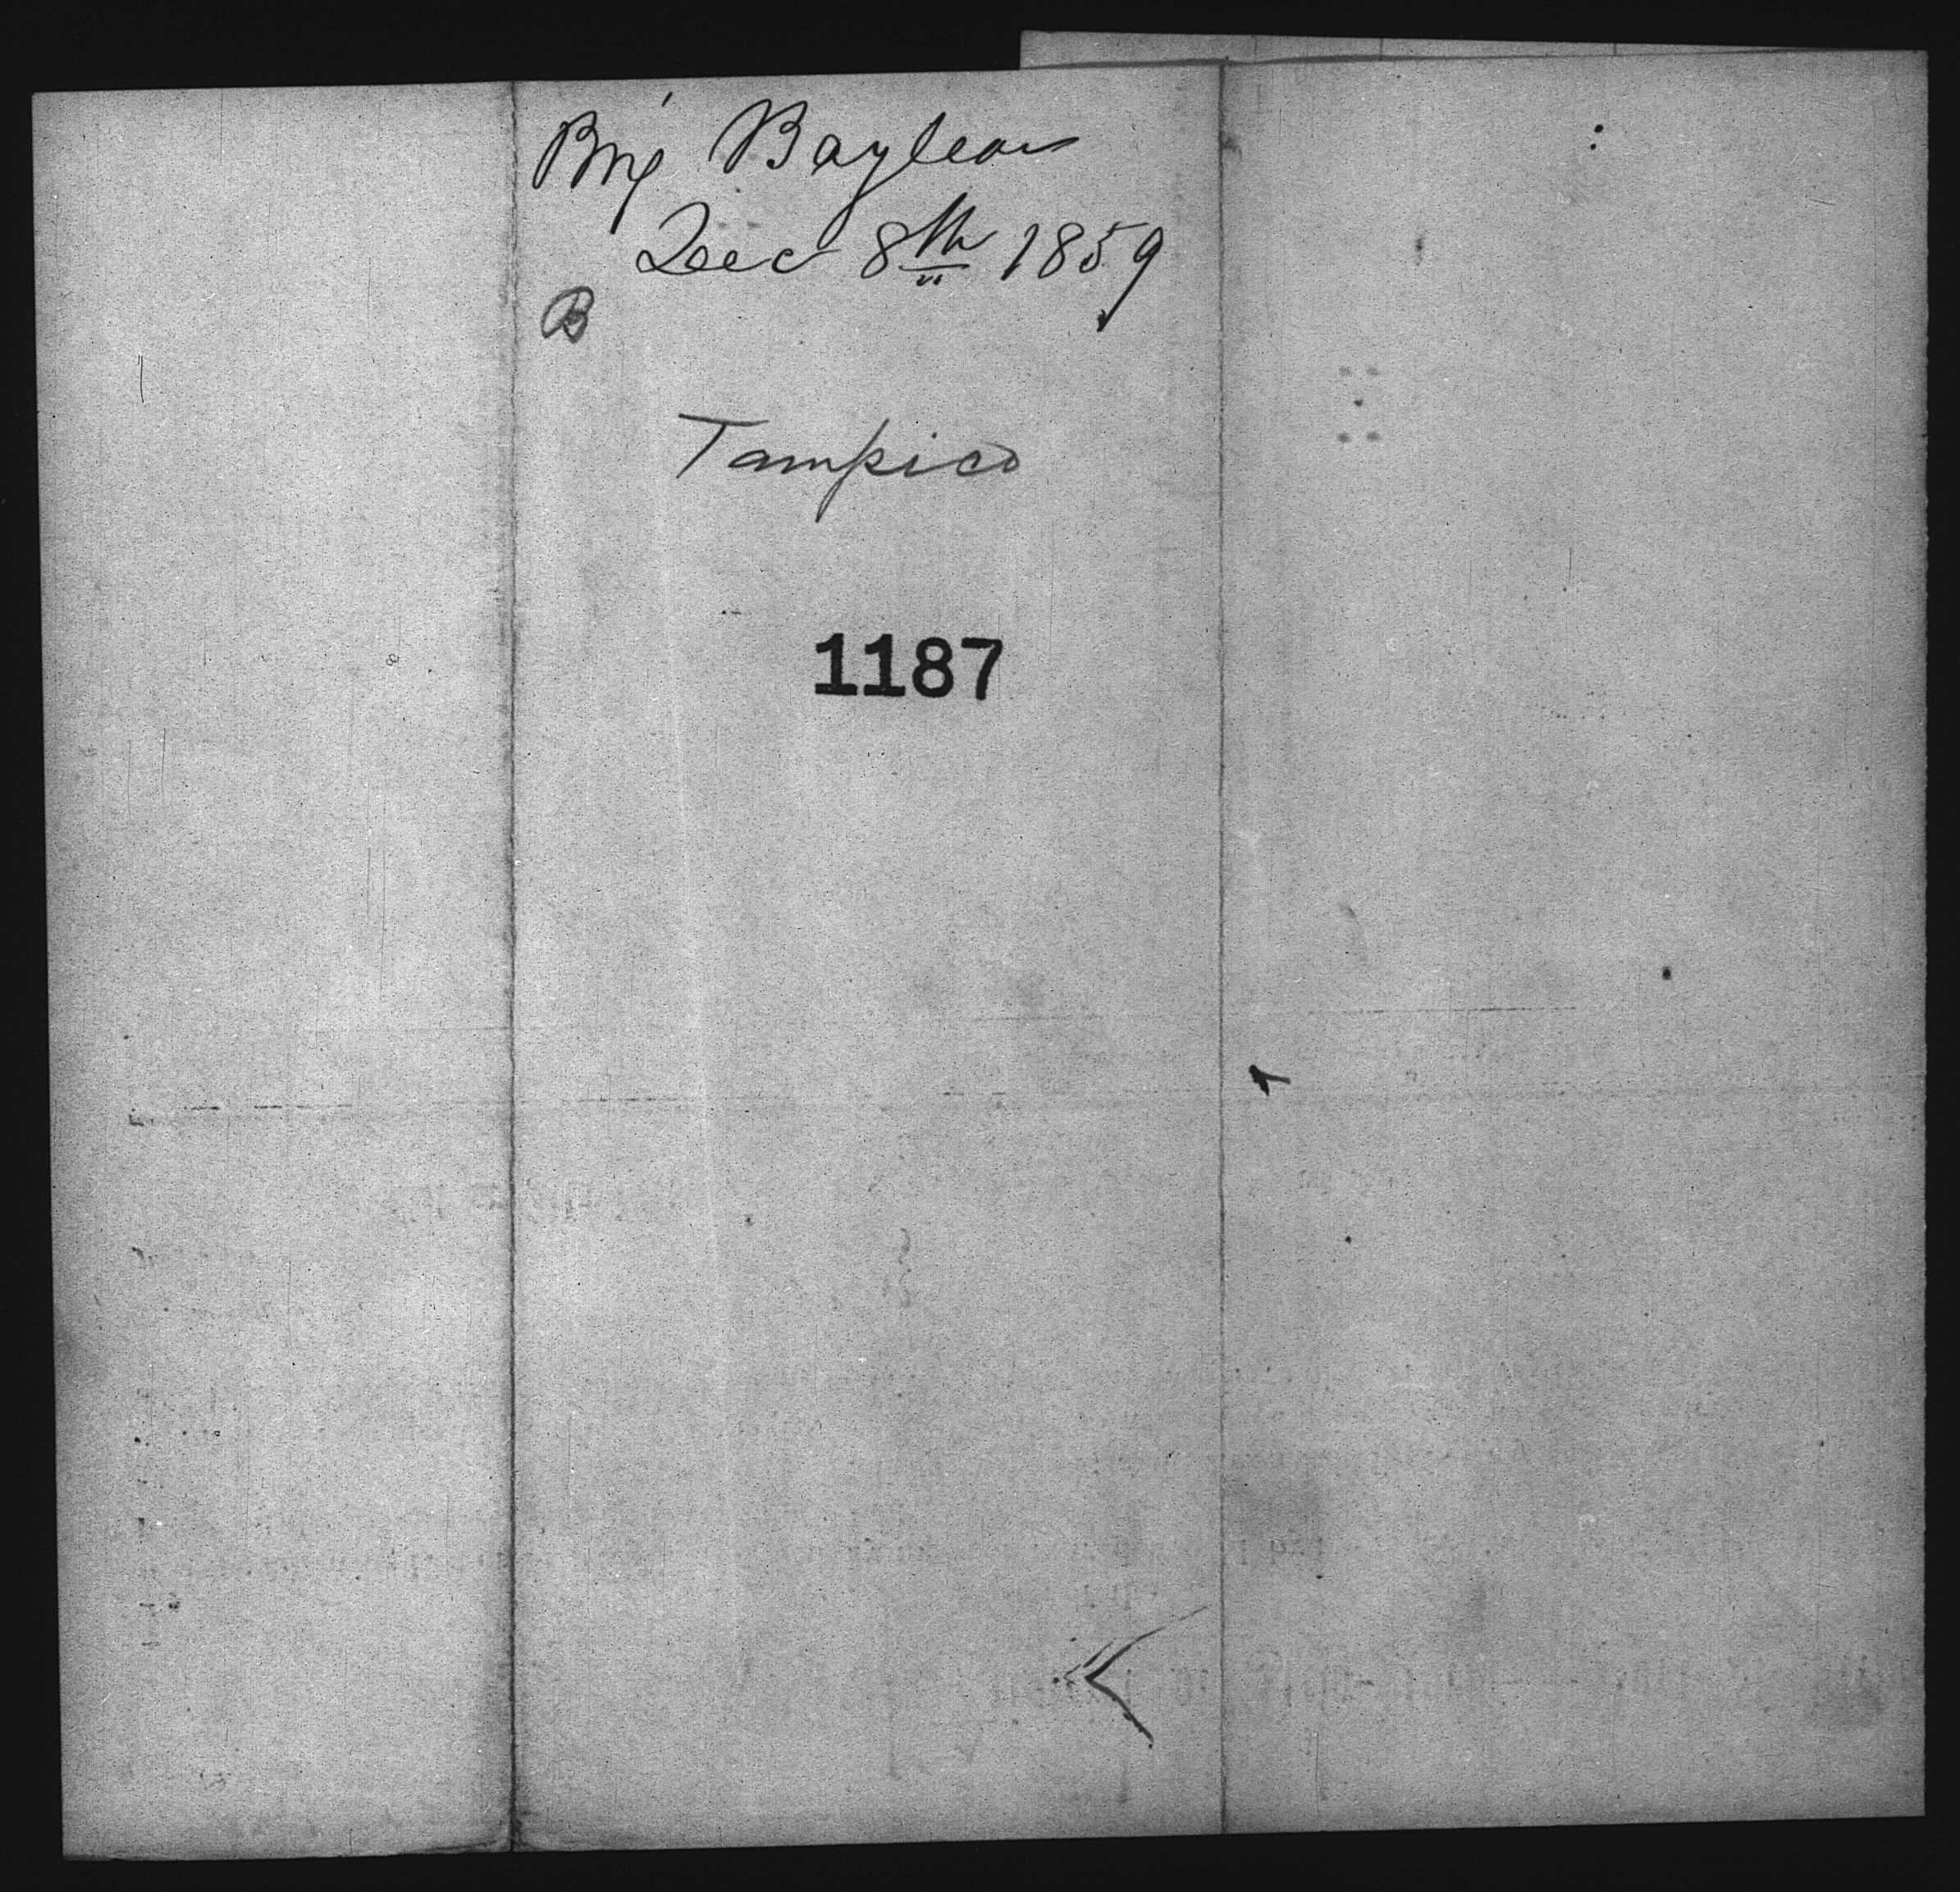 Brig Baylean
Dec 8th 1859
B
Tampico
1187